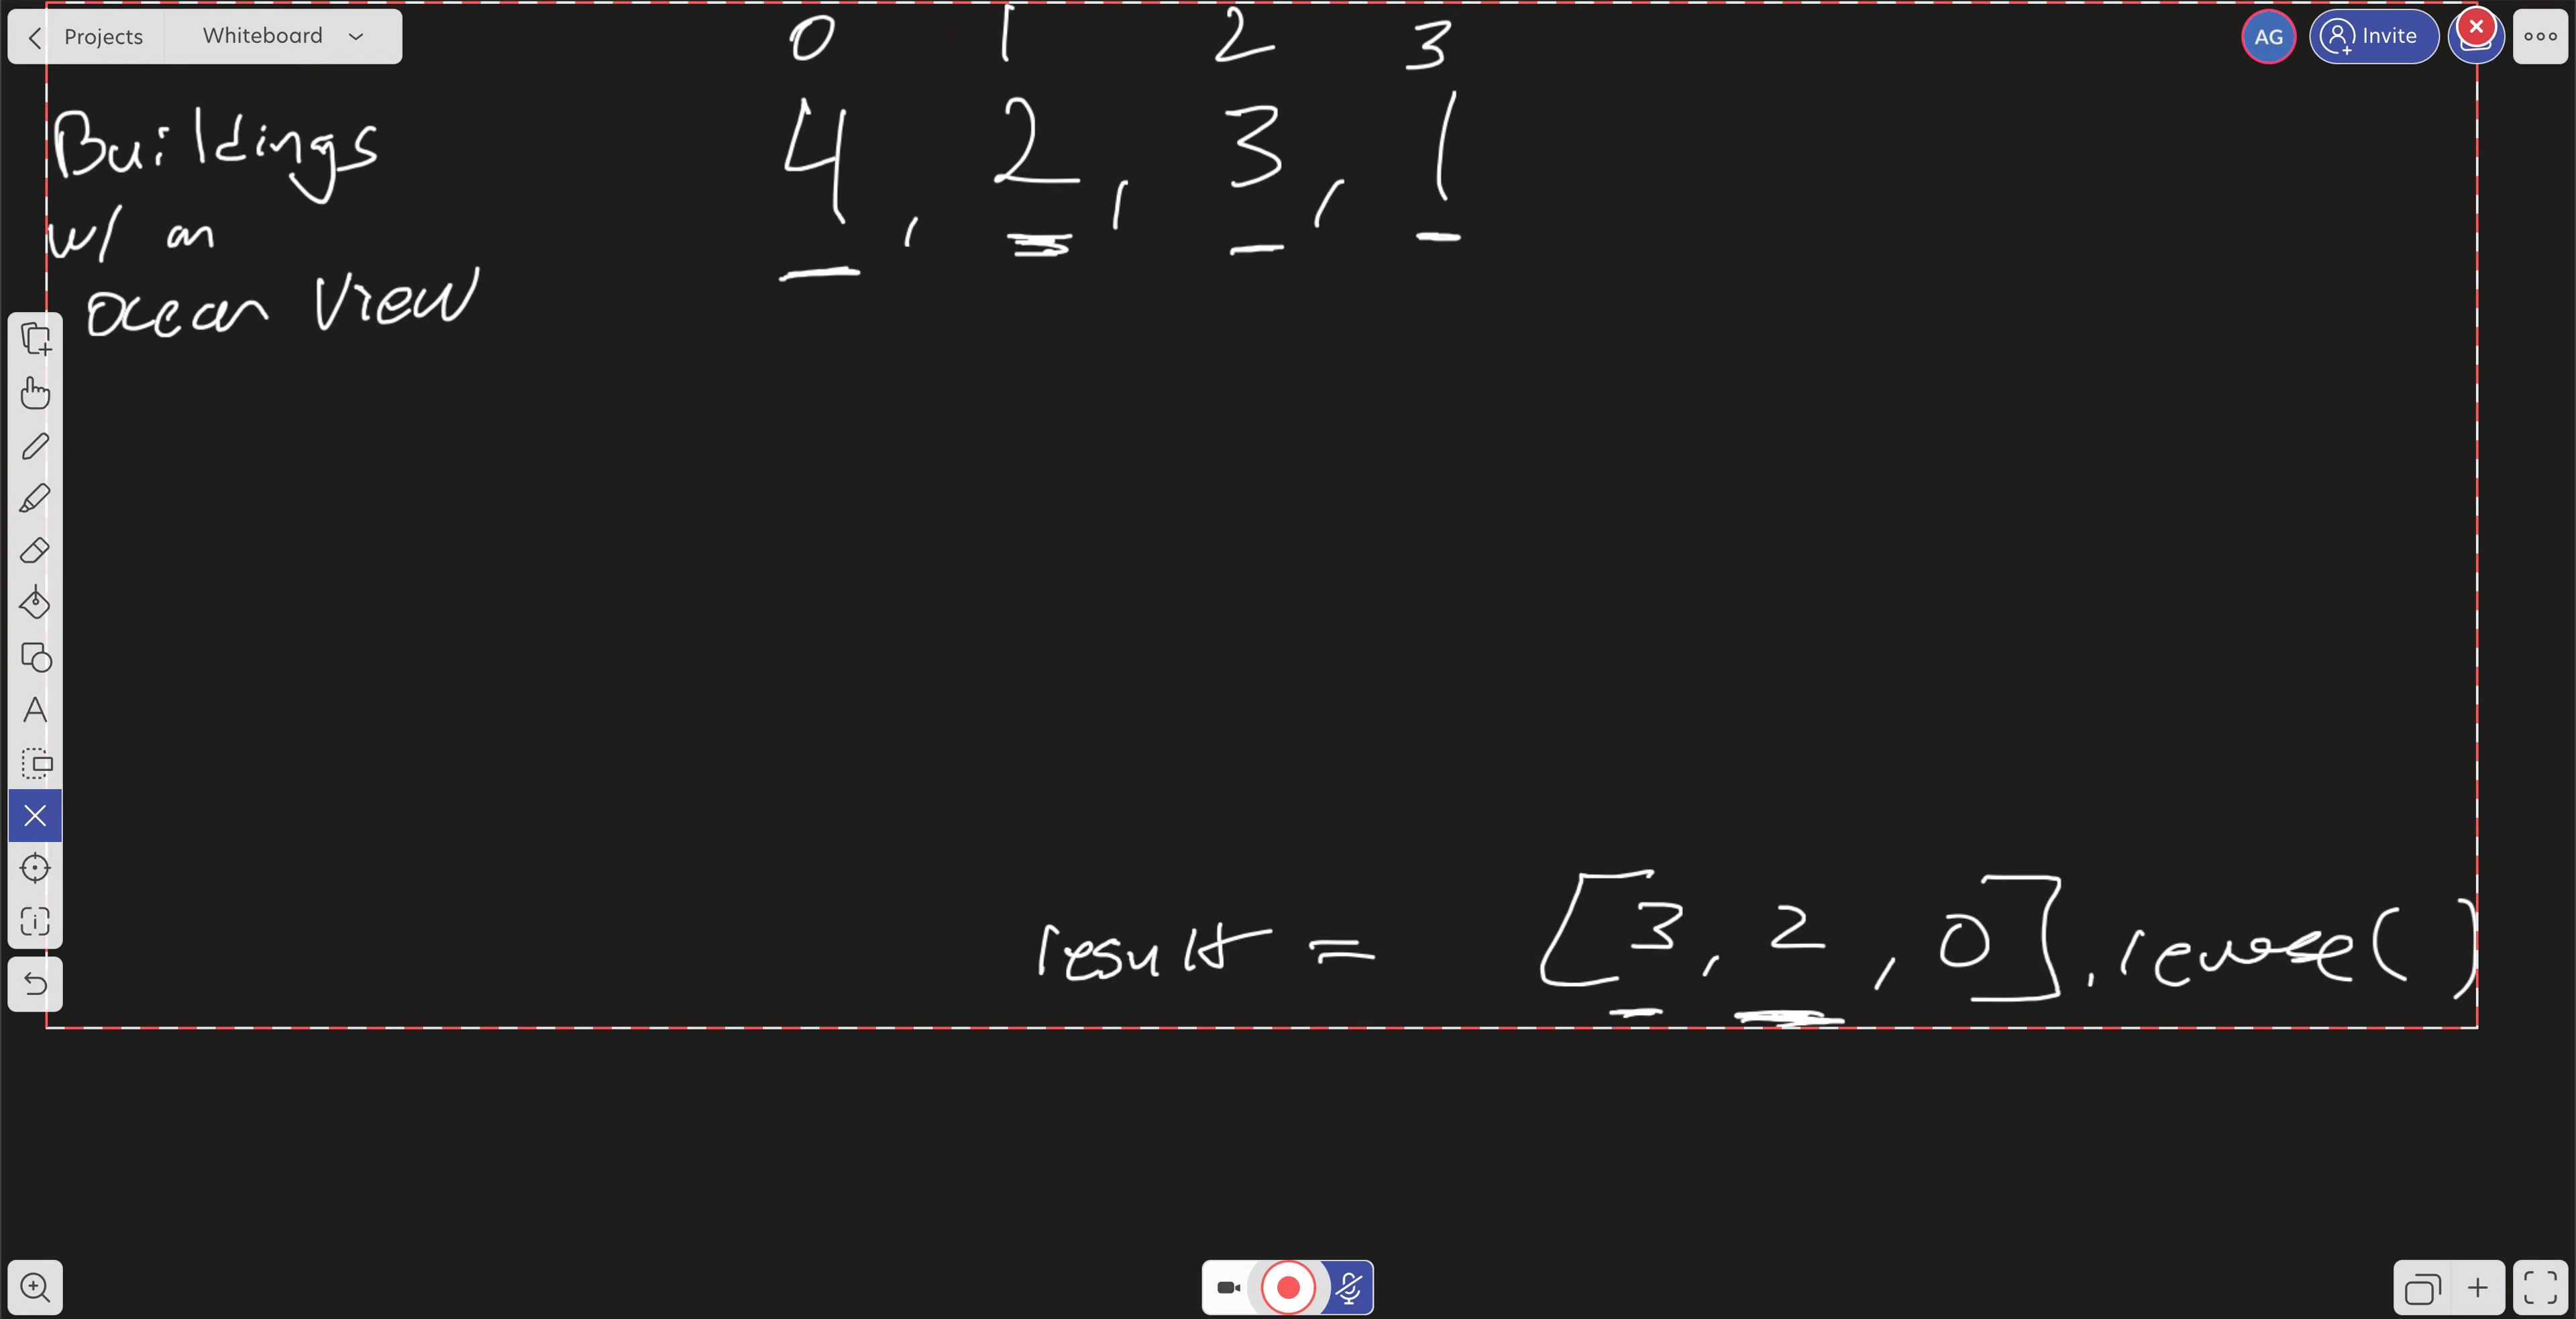 Projects Whiteboard
AG Invite
0 1 2 3
4, 2, 3, 1
Buildings
w/ an
ocean view
A
result = [3, 2, 0].reverse()